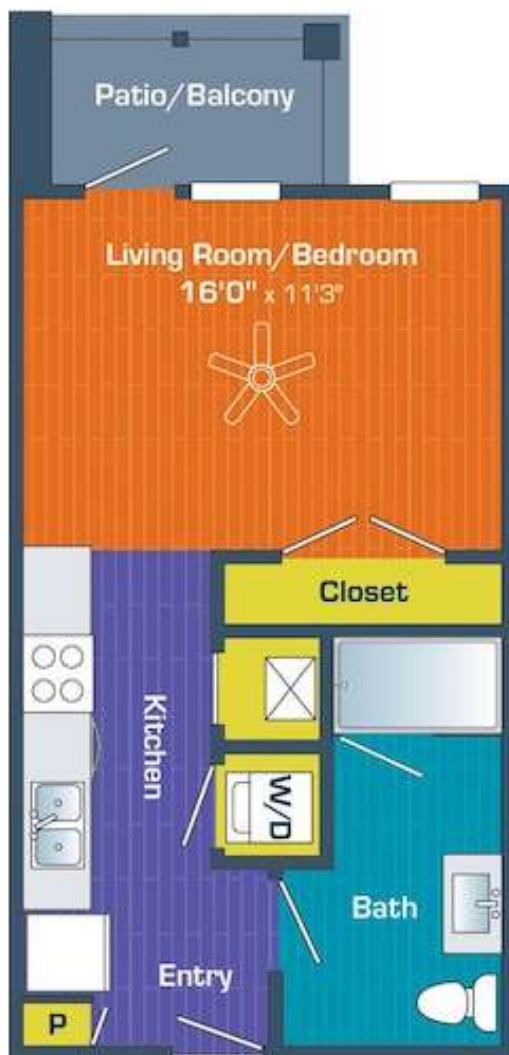 Patio/Balcony
Living Room/Bedroom
16'0" x 11'3"
Closet
Kitchen
W/D
Bath
Entry
P